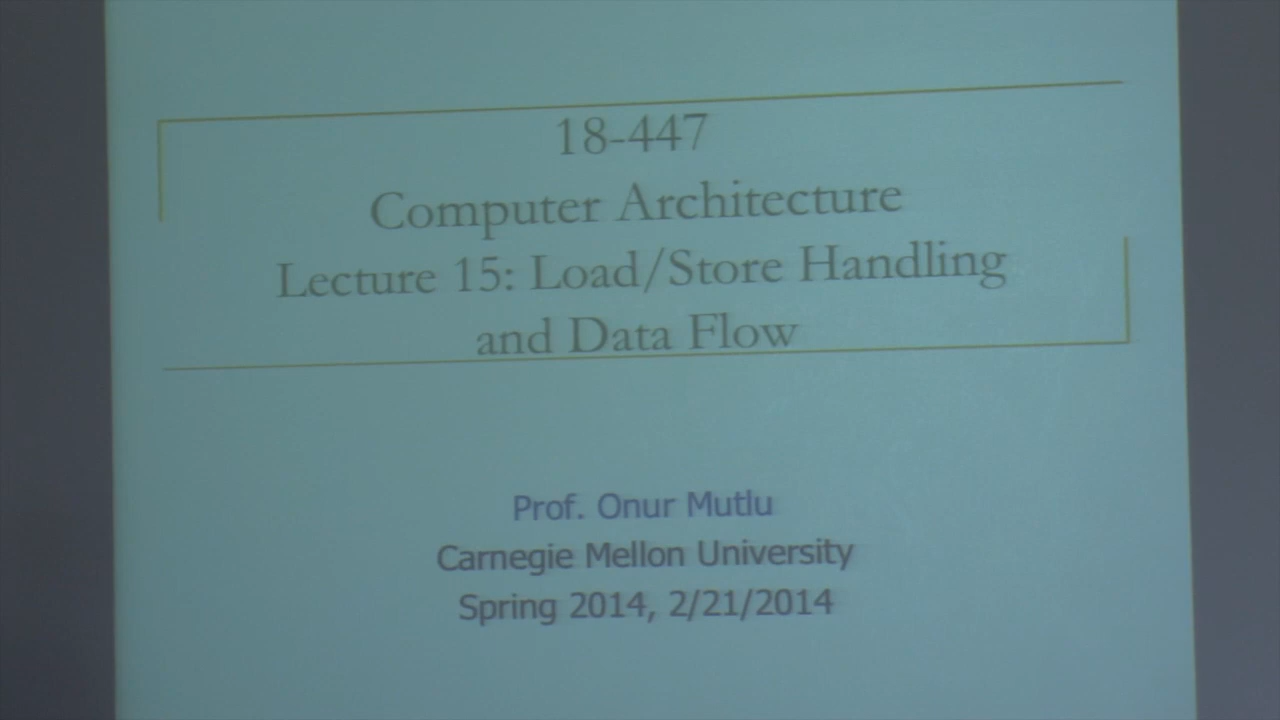 18-447
Computer Architecture
Lecture 15: Load/Store Handling
and Data Flow
Prof. Onur Mutlu
Carnegie Mellon University
Spring 2014, 2/21/2014